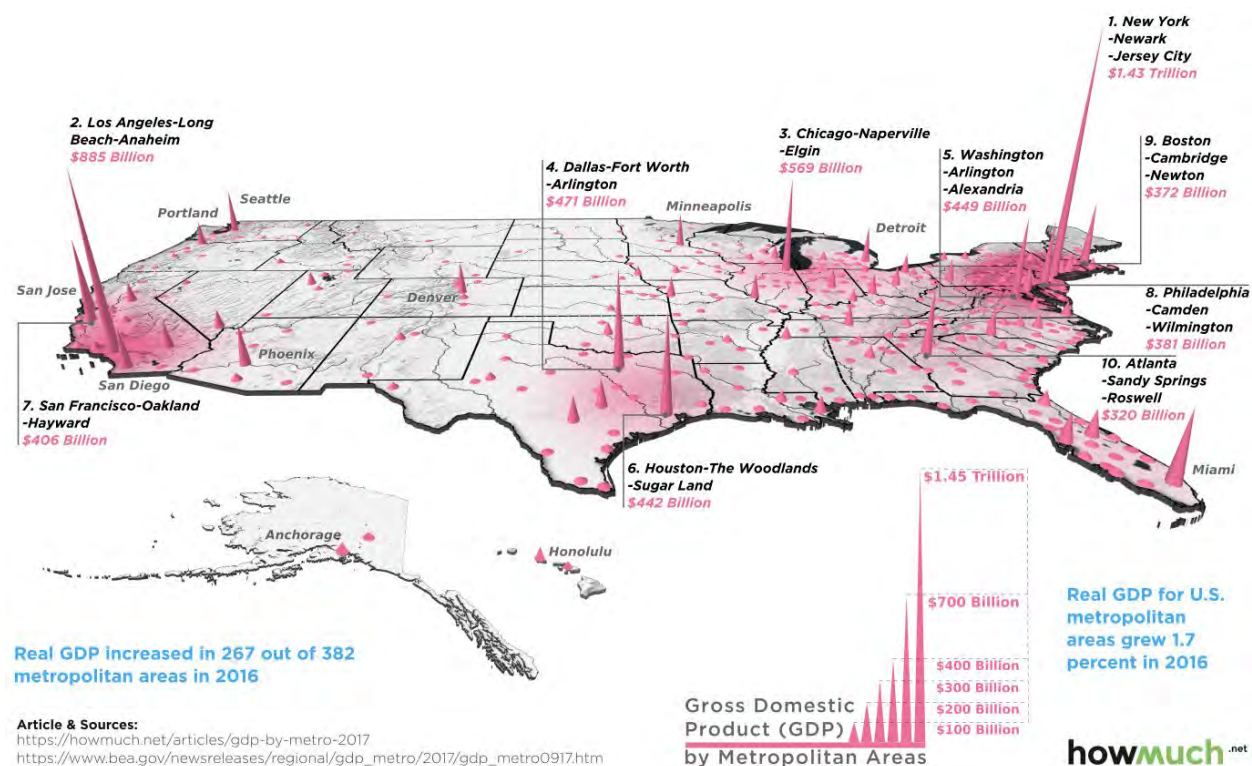 1. New York
-Newark
-Jersey City
$1.43 Trillion
2. Los Angeles-Long
Beach-Anaheim
$885 Billion
3. Chicago-Naperville
-Elgin
$569 Billion
4. Dallas-Fort Worth
-Arlington
$471 Billion
5. Washington
-Arlington
-Alexandria
$449 Billion
9. Boston
-Cambridge
-Newton
$372 Billion
Seattle
Portland
Minneapolis
Detroit
San Jose
Denver
Phoenix
San Diego
8. Philadelphia
-Camden
-Wilmington
$381 Billion
10. Atlanta
-Sandy Springs
-Roswell
$320 Billion
7. San Francisco-Oakland
-Hayward
$406 Billion
6. Houston-The Woodlands
-Sugar Land
$442 Billion
Miami
Anchorage
Honolulu
$1.45 Trillion
$700 Billion
$400 Billion
$300 Billion
$200 Billion
$100 Billion
Gross Domestic
Product (GDP)
by Metropolitan Areas
Real GDP for U.S.
metropolitan
areas grew 1.7
percent in 2016
Real GDP increased in 267 out of 382
metropolitan areas in 2016
Article & Sources:
https://howmuch.net/articles/gdp-by-metro-2017
https://www.bea.gov/newsreleases/regional/gdp_metro/2017/gdp_metro0917.htm
howmuch.net